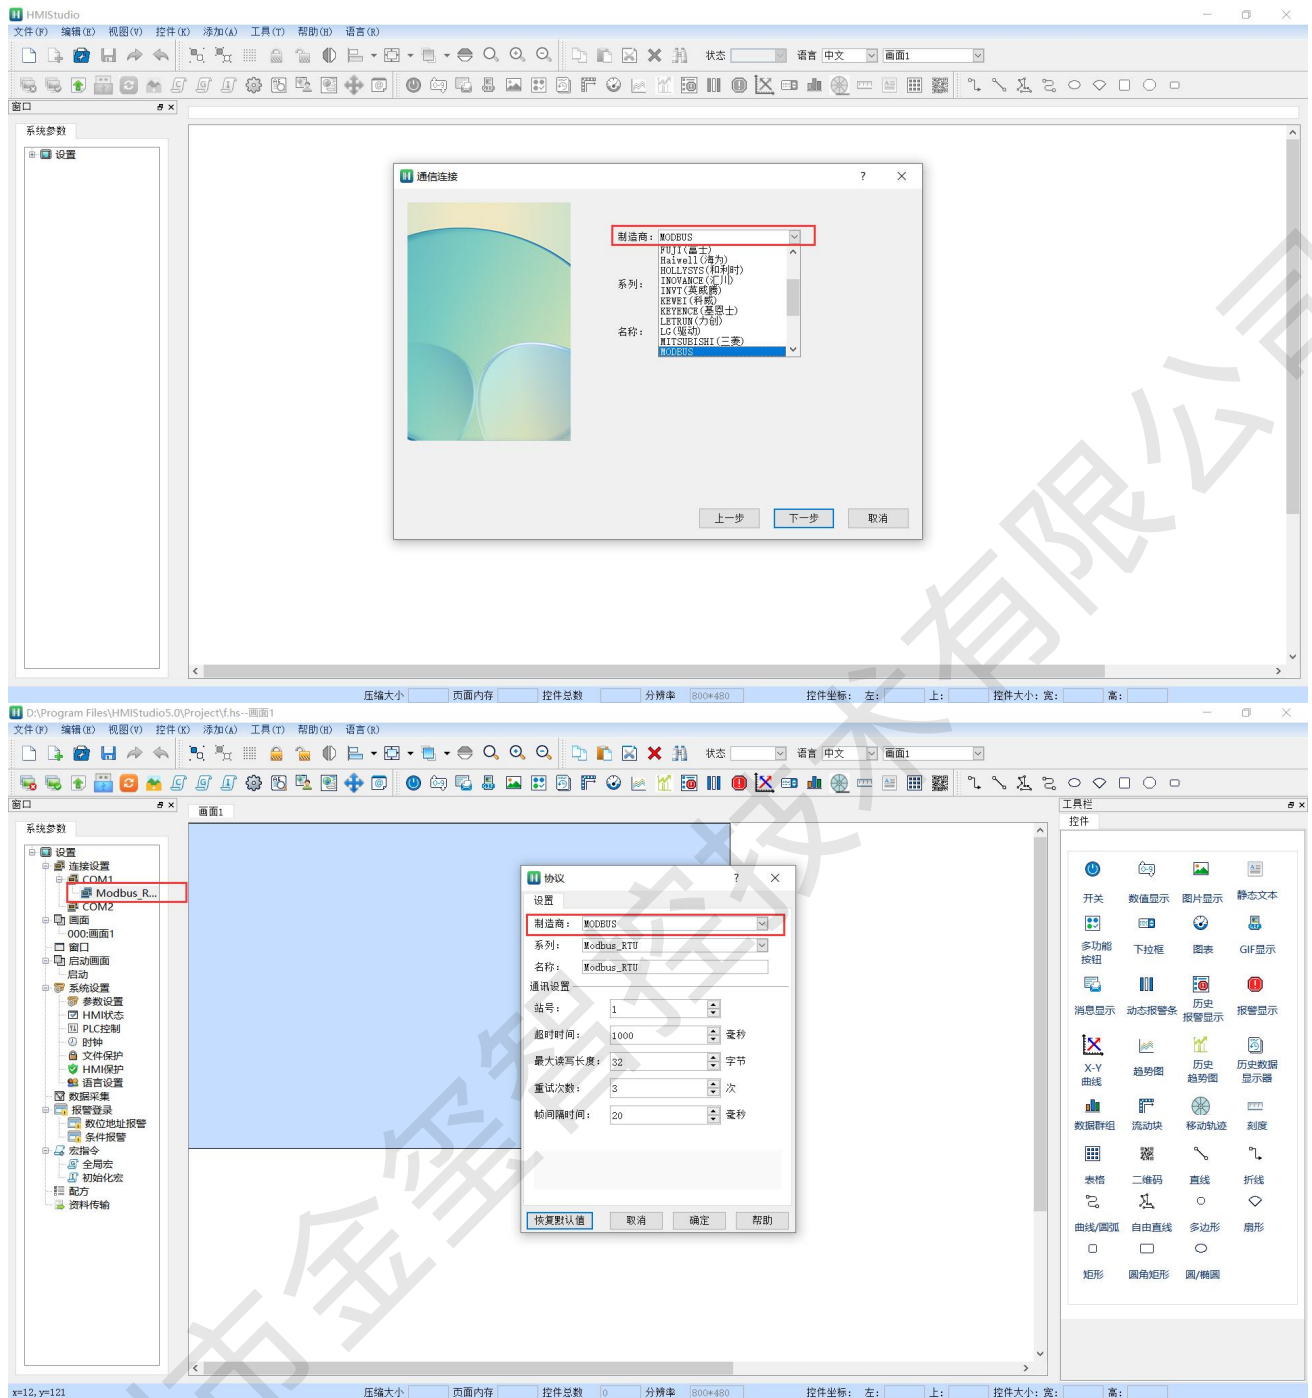 HMIStudio
文件(F) 编辑(E) 视图(V) 控件(K) 添加(A) 工具(T) 帮助(H) 语言(R)
状态 语言 中文 画面1
窗口
系统参数
设置
通信连接
制造商： MODBUS
FUJI(富士)
Haiwell(海为)
HOLLYSYS(和利时)
系列： INOVANCE(汇川)
INVT(英威腾)
KEWEI(科威)
KEYENCE(基恩士)
LETRUN(力创)
名称： LG(驱动)
MITSUBISHI(三菱)
MODBUS
上一步 下一步 取消
压缩大小 页面内存 控件总数 分辨率 800*480 控件坐标： 左： 上： 控件大小：宽： 高：
D:\Program Files\HMIStudio5.0\Project\f.hs--画面1
文件(F) 编辑(E) 视图(V) 控件(K) 添加(A) 工具(T) 帮助(H) 语言(R)
状态 语言 中文 画面1
窗口
系统参数
设置
连接设置
COM1
Modbus_R...
COM2
画面
000:画面1
窗口
启动画面
启动
系统设置
参数设置
HMI状态
PLC控制
时钟
文件保护
HMI保护
语言设置
数据采集
报警登录
数位地址报警
条件报警
宏指令
全局宏
初始化宏
配方
资料传输
画面1
协议
设置
制造商： MODBUS
系列： Modbus_RTU
名称： Modbus_RTU
通讯设置
站号： 1
超时时间： 1000 毫秒
最大读写长度： 32 字节
重试次数： 3 次
帧间隔时间： 20 毫秒
恢复默认值 取消 确定 帮助
工具栏
控件
开关 数值显示 图片显示 静态文本
多功能按钮 下拉框 图表 GIF显示
消息显示 动态报警条 历史报警显示 报警显示
X-Y曲线 趋势图 历史趋势图 历史数据显示器
数据群组 流动块 移动轨迹 刻度
表格 二维码 直线 折线
曲线/圆弧 自由直线 多边形 扇形
矩形 圆角矩形 圆/椭圆
x=12, y=121 压缩大小 页面内存 控件总数 0 分辨率 800*480 控件坐标： 左： 上： 控件大小：宽： 高：
市金玺智控技术有限公司